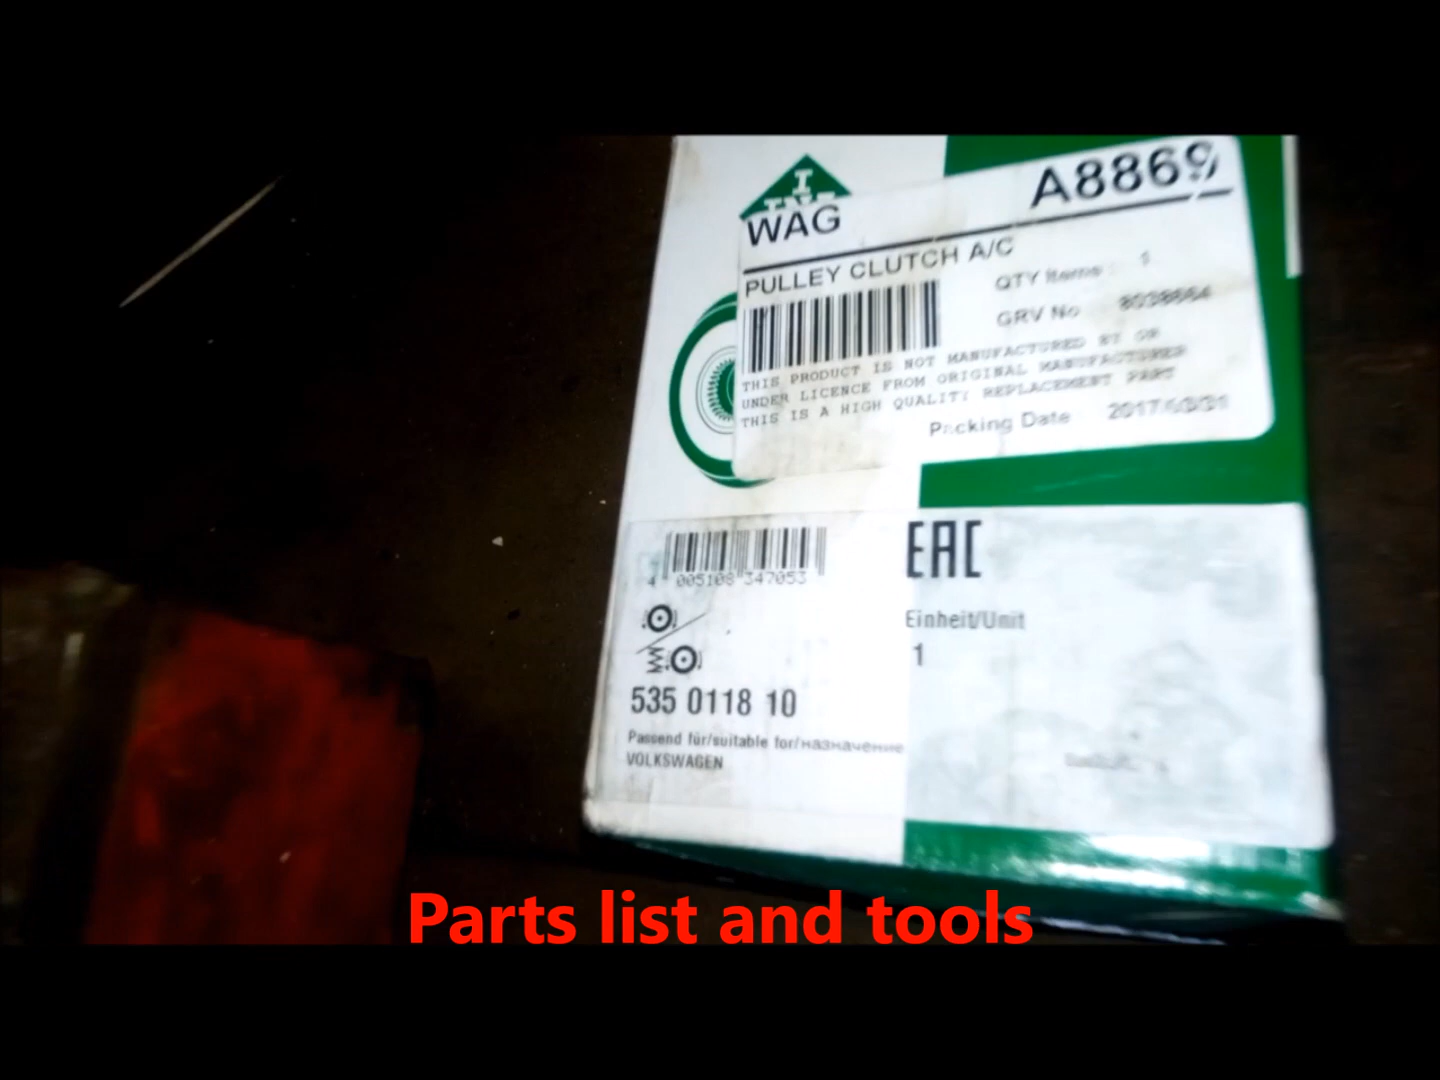 A8869
WAG
PULLEY CLUTCH A/C
QTY Items 1
GRV No
THIS PRODUCT IS NOT MANUFACTURED BY OR
UNDER LICENCE FROM ORIGINAL MANUFACTURER
THIS IS A HIGH QUALITY REPLACEMENT PART
Packing Date
EAC
4 005108 347053
Einheit/Unit
1
535 0118 10
Passend für/suitable for/назначение
VOLKSWAGEN
Parts list and tools